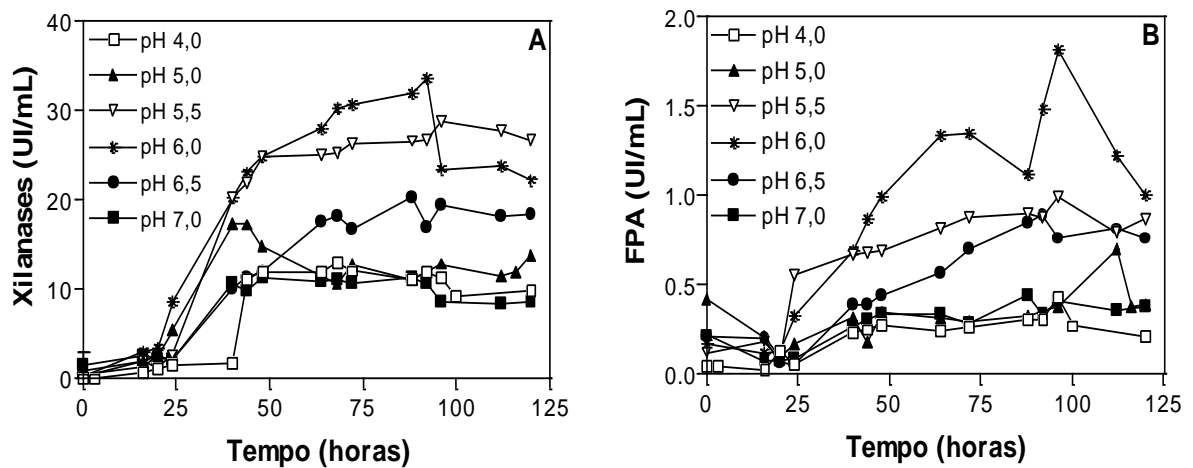 A
pH 4,0
pH 5,0
pH 5,5
pH 6,0
pH 6,5
pH 7,0
Xilanases (UI/mL)
40
30
20
10
0
0 25 50 75 100 125
Tempo (horas)
B
pH 4,0
pH 5,0
pH 5,5
pH 6,0
pH 6,5
pH 7,0
FPA (UI/mL)
2.0
1.5
1.0
0.5
0.0
0 25 50 75 100 125
Tempo (horas)